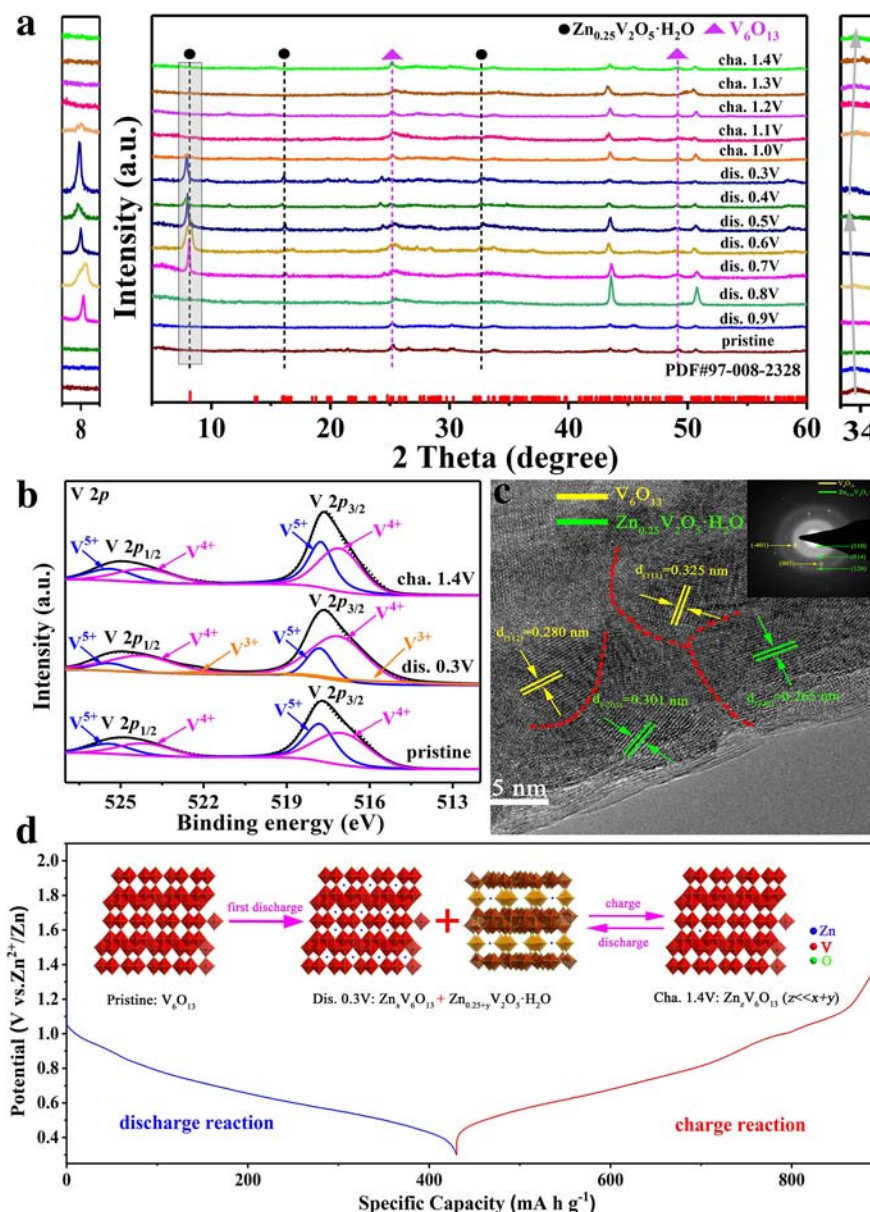 a
● Zn0.25V2O5·H2O ▲ V6O13
cha. 1.4V
cha. 1.3V
cha. 1.2V
cha. 1.1V
cha. 1.0V
dis. 0.3V
dis. 0.4V
dis. 0.5V
dis. 0.6V
dis. 0.7V
dis. 0.8V
dis. 0.9V
pristine
PDF#97-008-2328
Intensity (a.u.)
8
10 20 30 40 50 60
34
2 Theta (degree)
b
V 2p
V 2p3/2
V5+
V4+
V 2p1/2
V5+
V4+
cha. 1.4V
V 2p3/2
V5+
V4+
V3+
V 2p1/2
V5+
V4+
V3+
dis. 0.3V
V 2p3/2
V5+
V4+
V 2p1/2
V5+
V4+
pristine
Intensity (a.u.)
525 522 519 516 513
Binding energy (eV)
c
V6O13
Zn0.25V2O5·H2O
(-401)
(110)
(014)
(007)
(124)
=0.325 nm
=0.280 nm
=0.301 nm
=0.265 nm
5 nm
d
Potential (V vs.Zn2+/Zn)
2.0
1.8
1.6
1.4
1.2
1.0
0.8
0.6
0.4
first discharge
+
charge
discharge
Zn
V
O
Pristine: V6O13
Dis. 0.3V: ZnxV6O13 + Zn0.25+yV2O5·H2O
Cha. 1.4V: ZnzV6O13 (z<<x+y)
discharge reaction
charge reaction
0 200 400 600 800
Specific Capacity (mA h g-1)